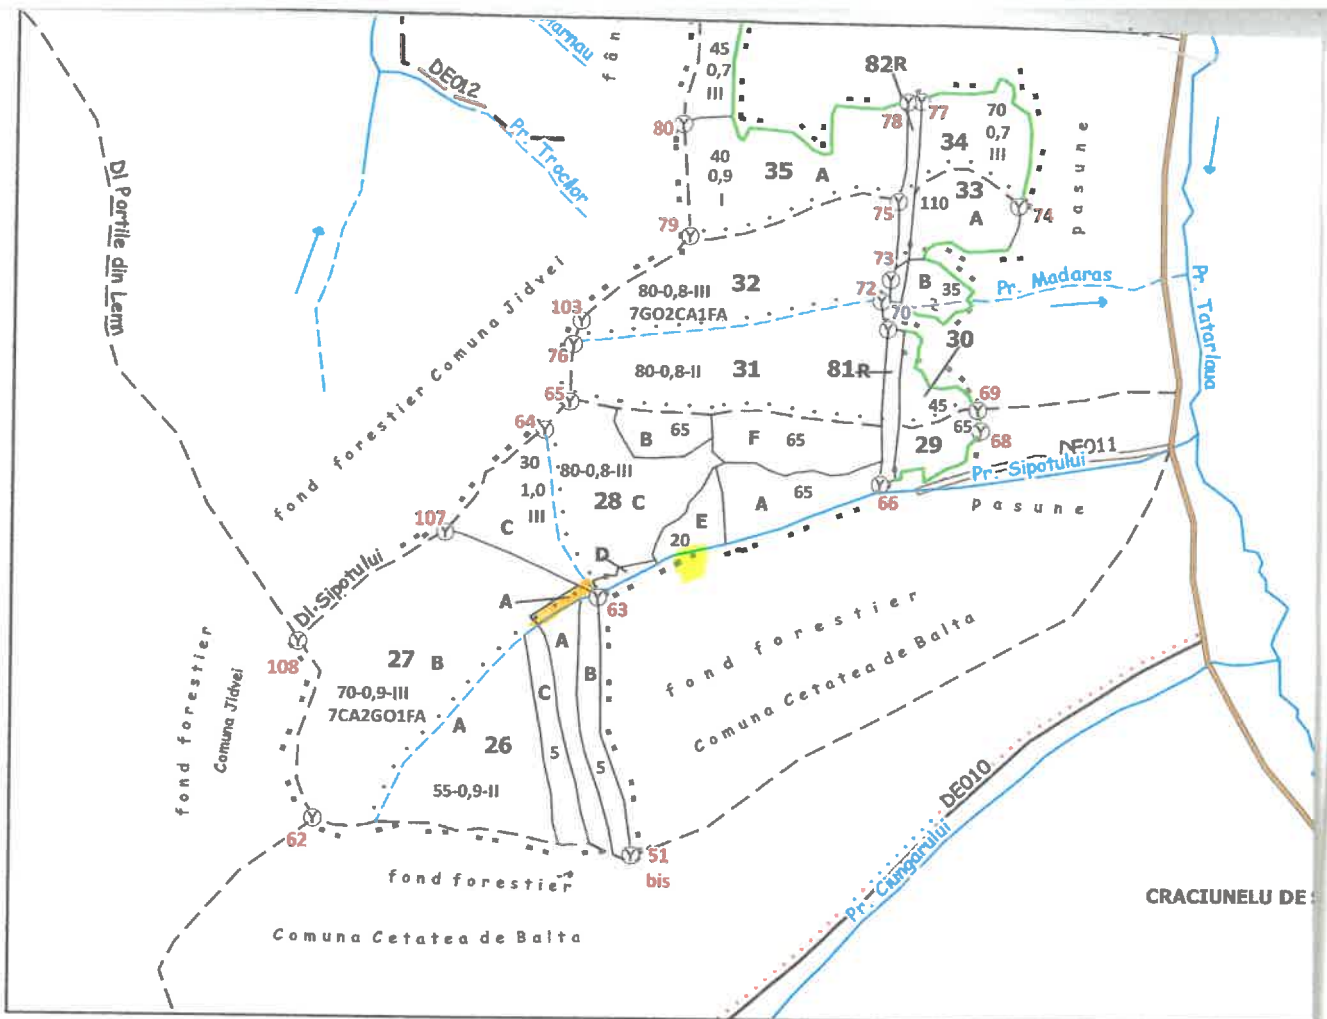 Harnau
fân
45
0,7
III
DE012
Pr. Trocilor
82R
78
77
70
0,7
III
34
pasune
80
40
0,9
I
35
A
33
A
110
75
74
Dl Portile din Lemn
79
73
B
35
Pr. Madaras
72
70
32
80-0,8-III
7GO2CA1FA
103
76
30
31
80-0,8-II
81R
Pr. Tatarlaua
65
64
69
45
65
68
29
B
65
F
65
DE011
Pr. Sipotului
66
pasune
fond forestier Comuna Jidvei
30
1,0
III
80-0,8-III
28 C
A
65
E
20
107
C
D
Dl. Sipotului
A
63
fond forestier
Comuna Cetatea de Balta
108
fond forestier
Comuna Jidvei
27 B
70-0,9-III
7CA2GO1FA
A
B
C
A
26
5
5
55-0,9-II
DE010
Pr. Ciungarului
62
51
bis
fond forestier
Comuna Cetatea de Balta
CRACIUNELU DE